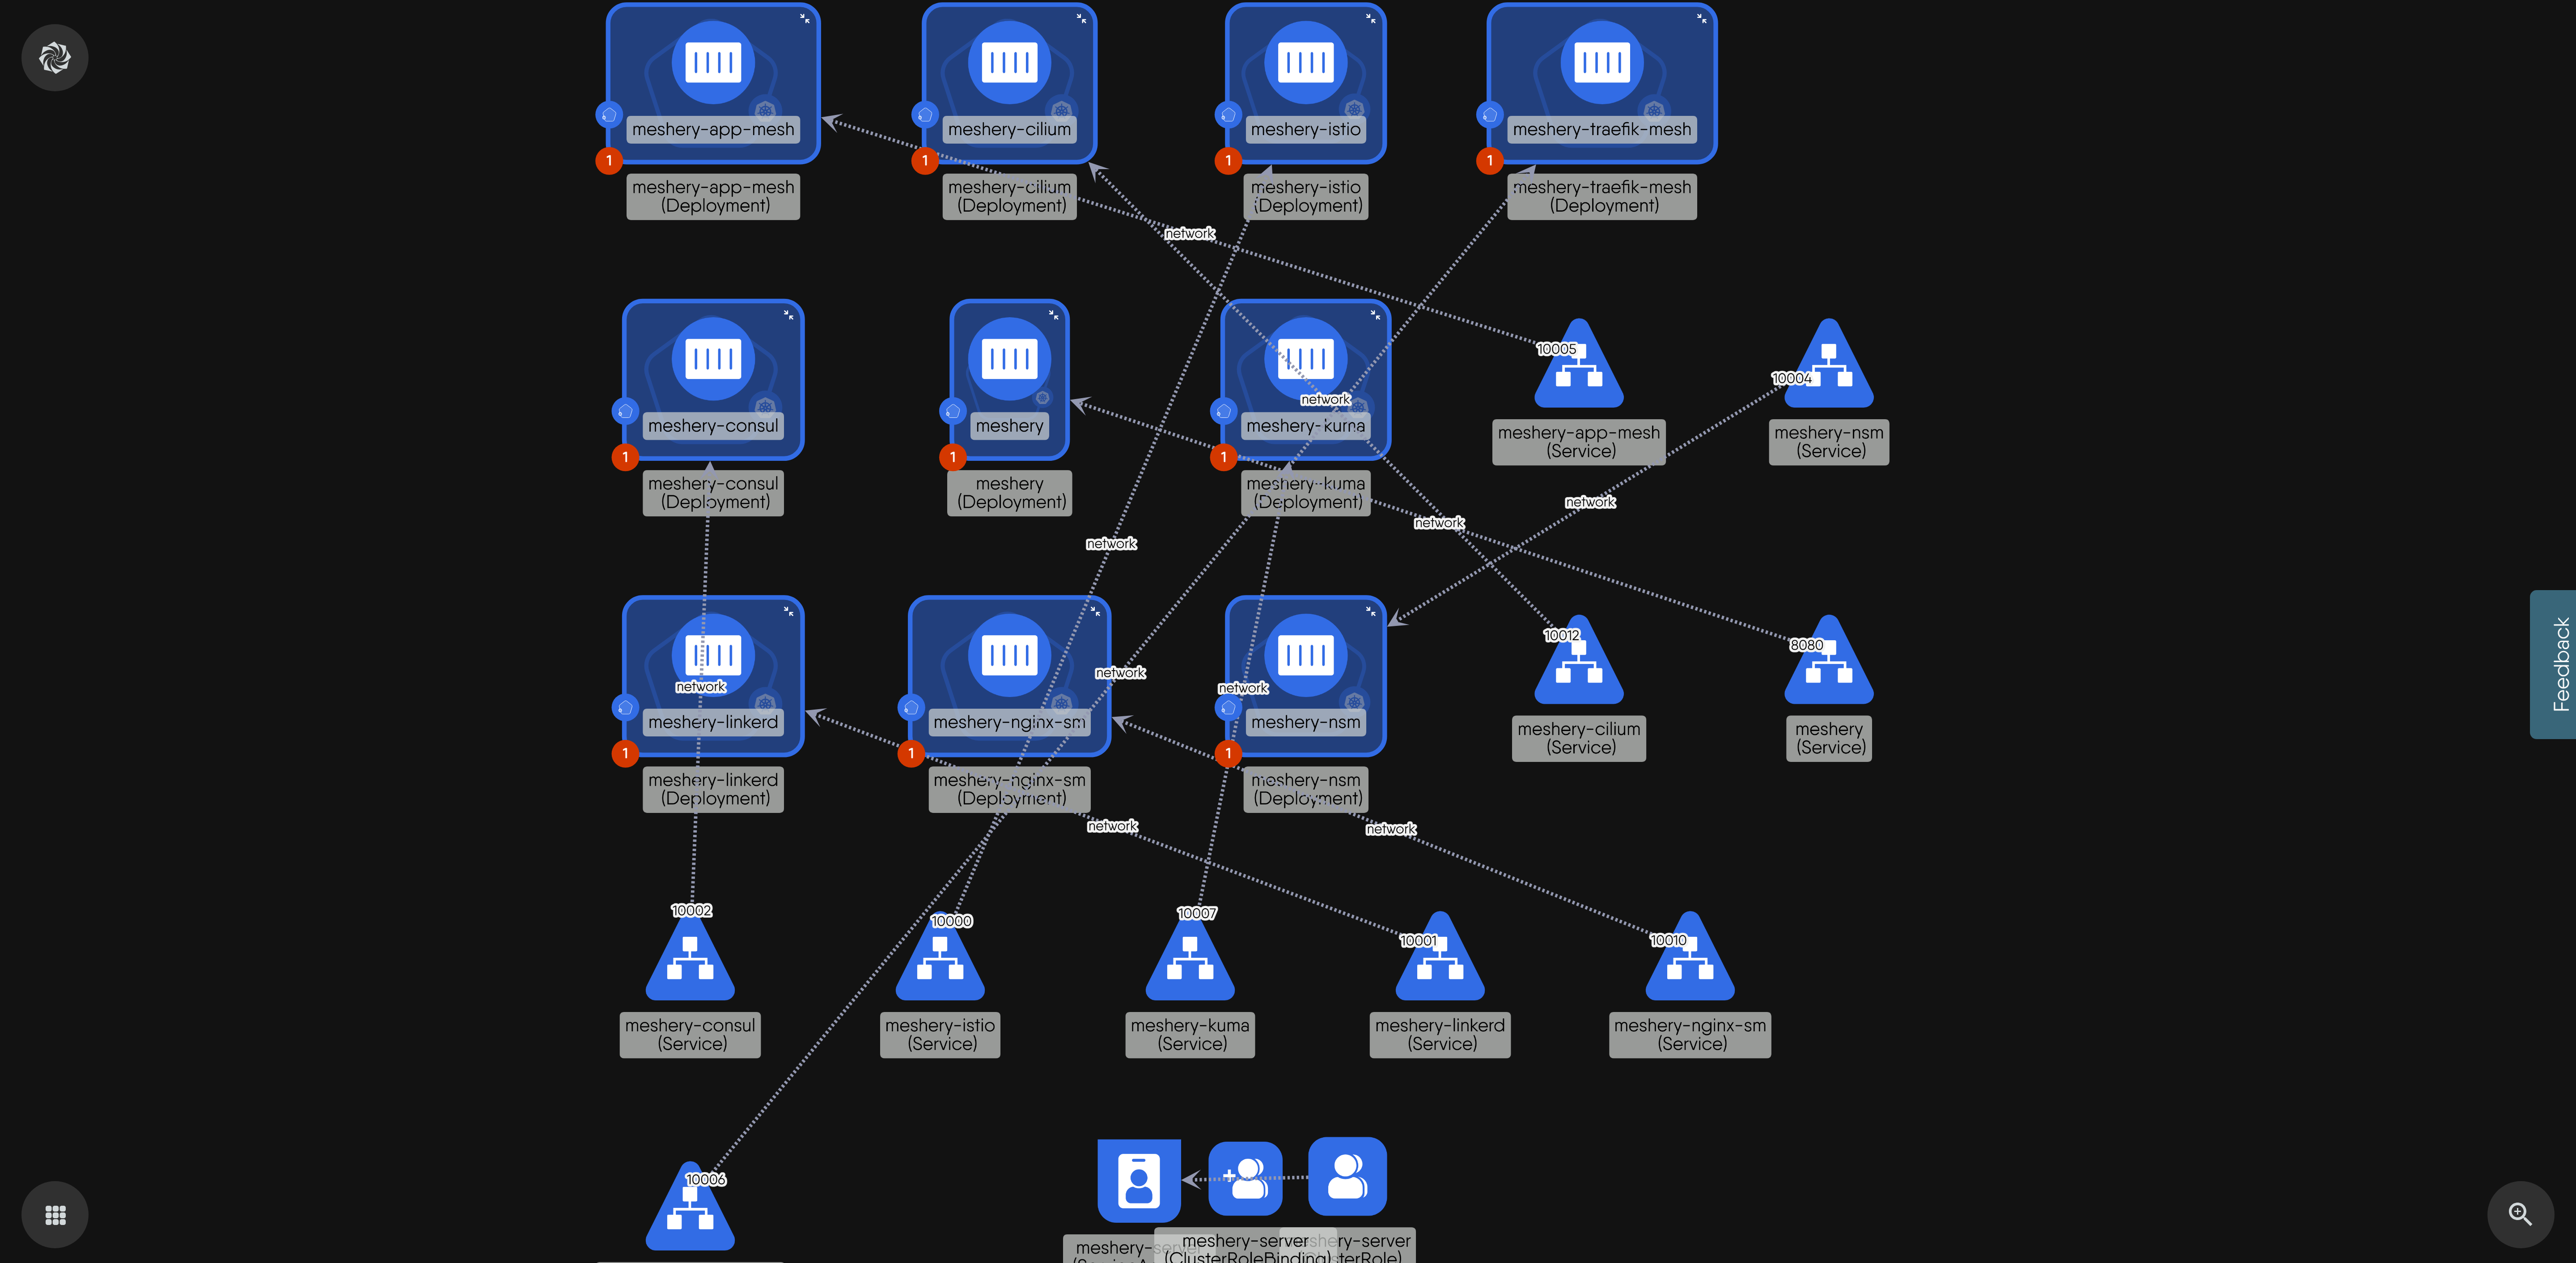 meshery-app-mesh
meshery-cilium
meshery-istio
meshery-traefik-mesh
1
1
1
1
meshery-app-mesh
(Deployment)
meshery-cilium
(Deployment)
meshery-istio
(Deployment)
meshery-traefik-mesh
(Deployment)
network
10005
10004
network
meshery-consul
meshery
meshery-kuma
meshery-app-mesh
(Service)
meshery-nsm
(Service)
1
1
1
meshery-consul
(Deployment)
meshery
(Deployment)
meshery-kuma
(Deployment)
network
network
network
10012
8080
network
network
network
meshery-linkerd
meshery-nginx-sm
meshery-nsm
meshery-cilium
(Service)
meshery
(Service)
1
1
1
meshery-linkerd
(Deployment)
meshery-nginx-sm
(Deployment)
meshery-nsm
(Deployment)
network
network
10002
10000
10007
10001
10010
meshery-consul
(Service)
meshery-istio
(Service)
meshery-kuma
(Service)
meshery-linkerd
(Service)
meshery-nginx-sm
(Service)
10006
meshery-server
meshery-server
(ClusterRoleBinding)
Feedback